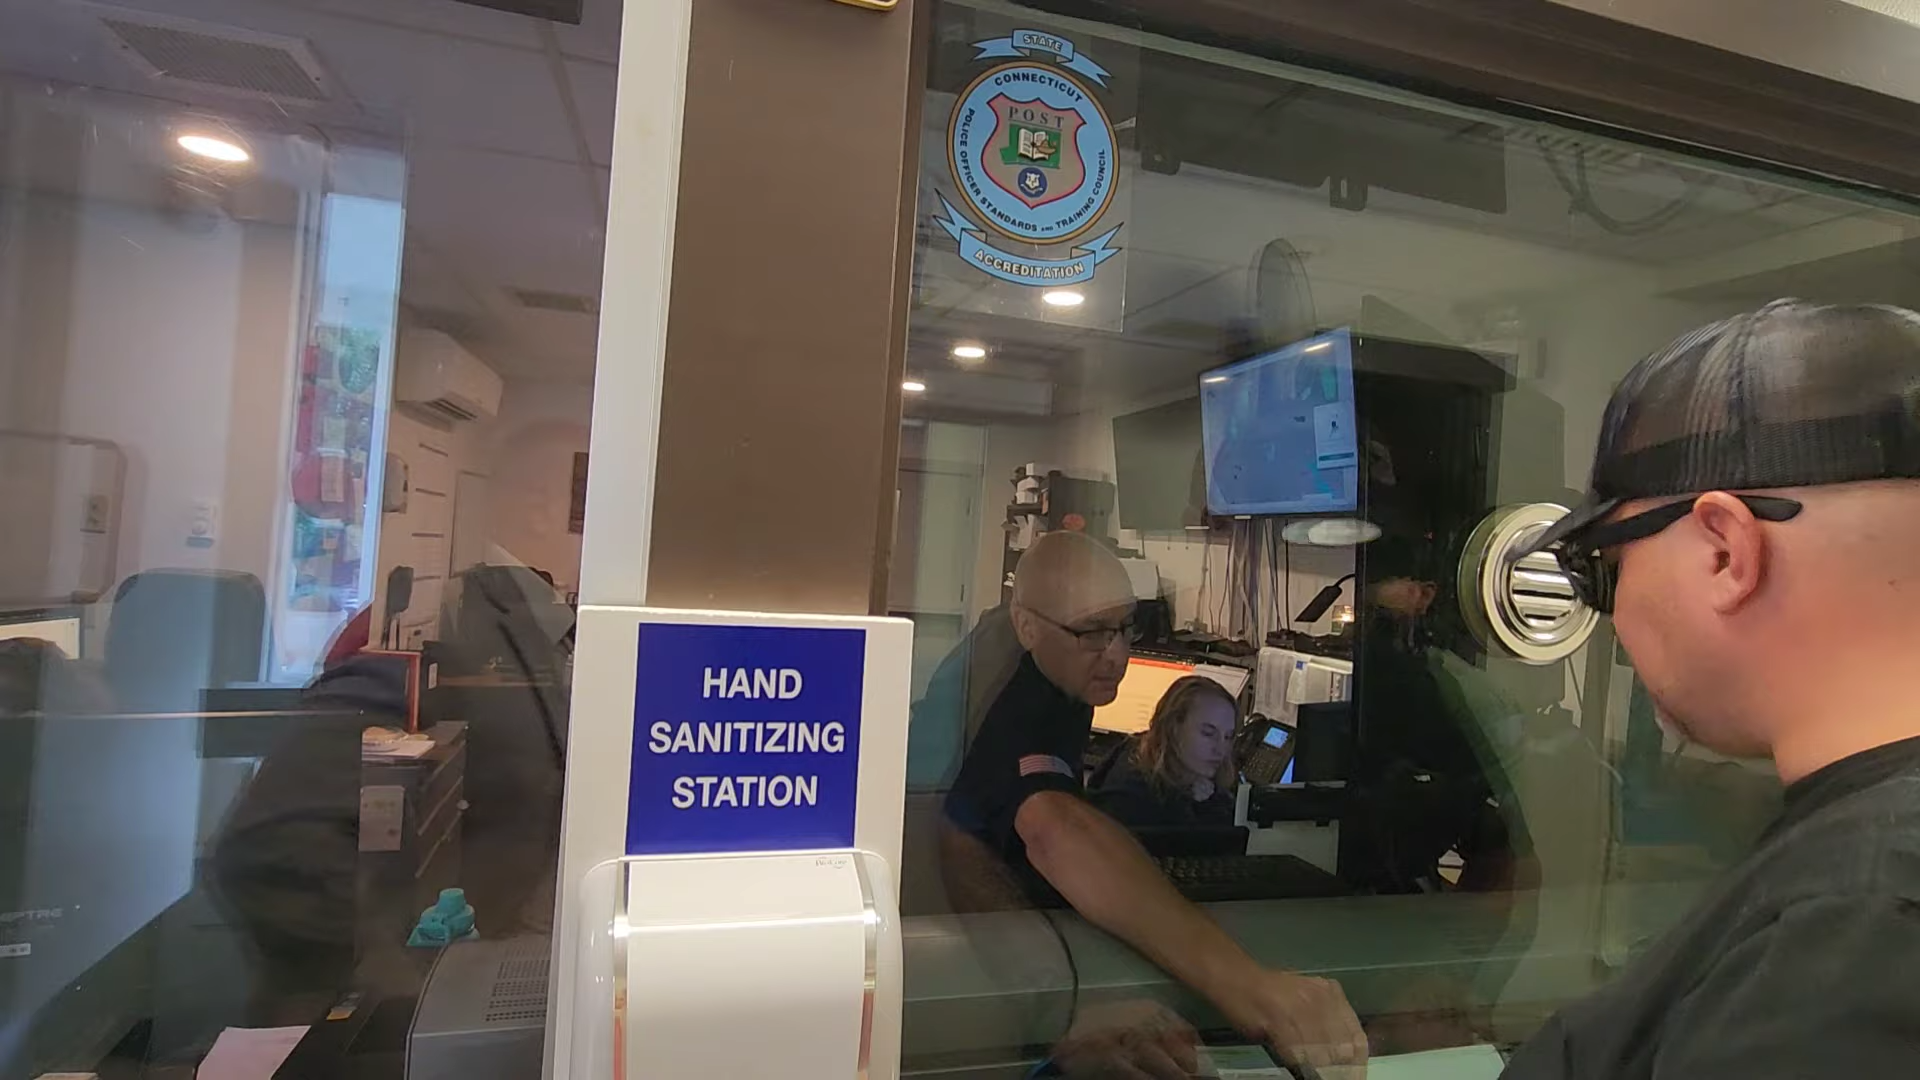 STATE
CONNECTICUT
POST
POLICE OFFICER STANDARDS AND TRAINING COUNCIL
ACCREDITATION
HAND
SANITIZING
STATION